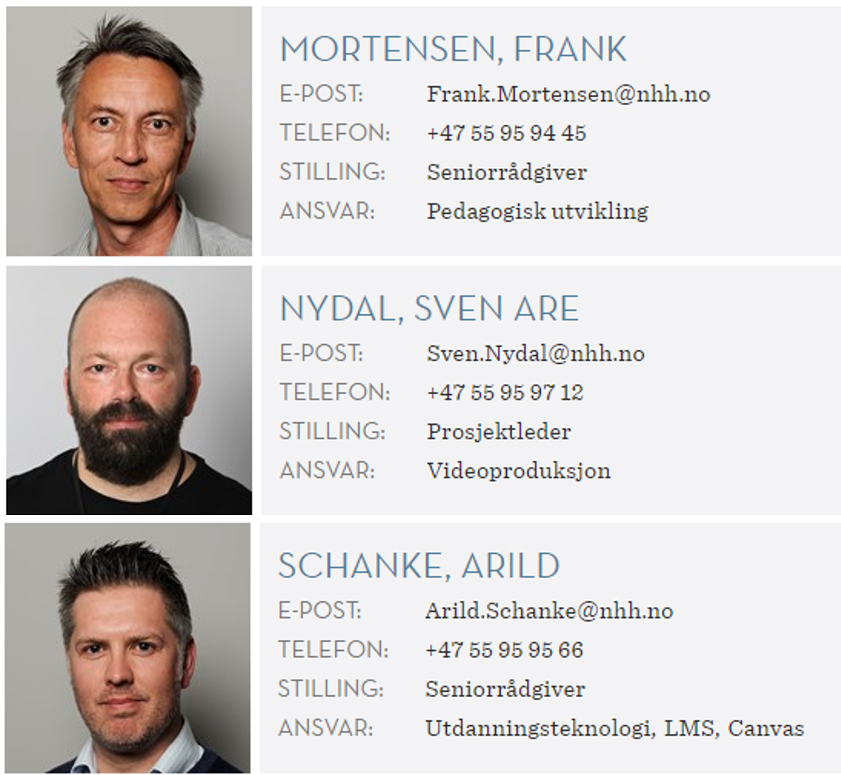 MORTENSEN, FRANK
E-POST: Frank.Mortensen@nhh.no
TELEFON: +47 55 95 94 45
STILLING: Seniorrådgiver
ANSVAR: Pedagogisk utvikling
NYDAL, SVEN ARE
E-POST: Sven.Nydal@nhh.no
TELEFON: +47 55 95 97 12
STILLING: Prosjektleder
ANSVAR: Videoproduksjon
SCHANKE, ARILD
E-POST: Arild.Schanke@nhh.no
TELEFON: +47 55 95 95 66
STILLING: Seniorrådgiver
ANSVAR: Utdanningsteknologi, LMS, Canvas